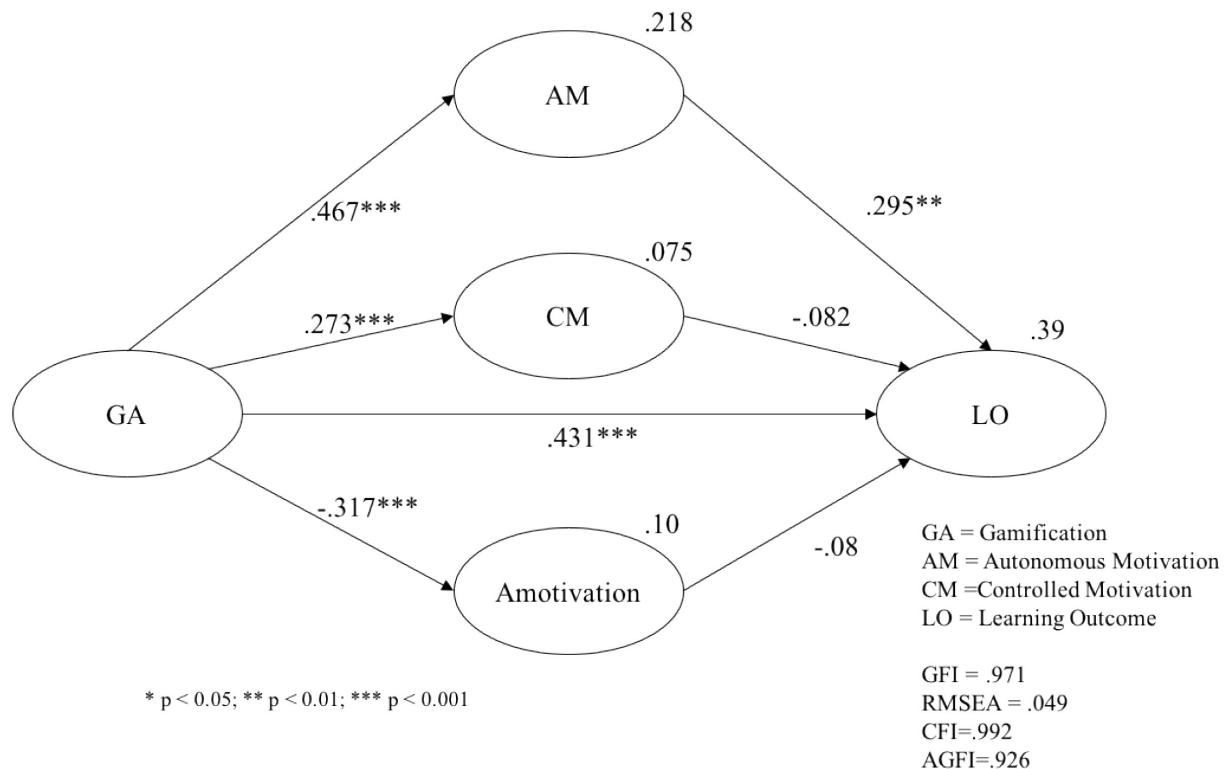 .218
AM
.467***
.295**
.075
CM
.273***
-.082
.39
GA
LO
.431***
-.317***
.10
Amotivation
-.08
GA = Gamification
AM = Autonomous Motivation
CM =Controlled Motivation
LO = Learning Outcome
GFI = .971
RMSEA = .049
CFI=.992
AGFI=.926
* p < 0.05; ** p < 0.01; *** p < 0.001